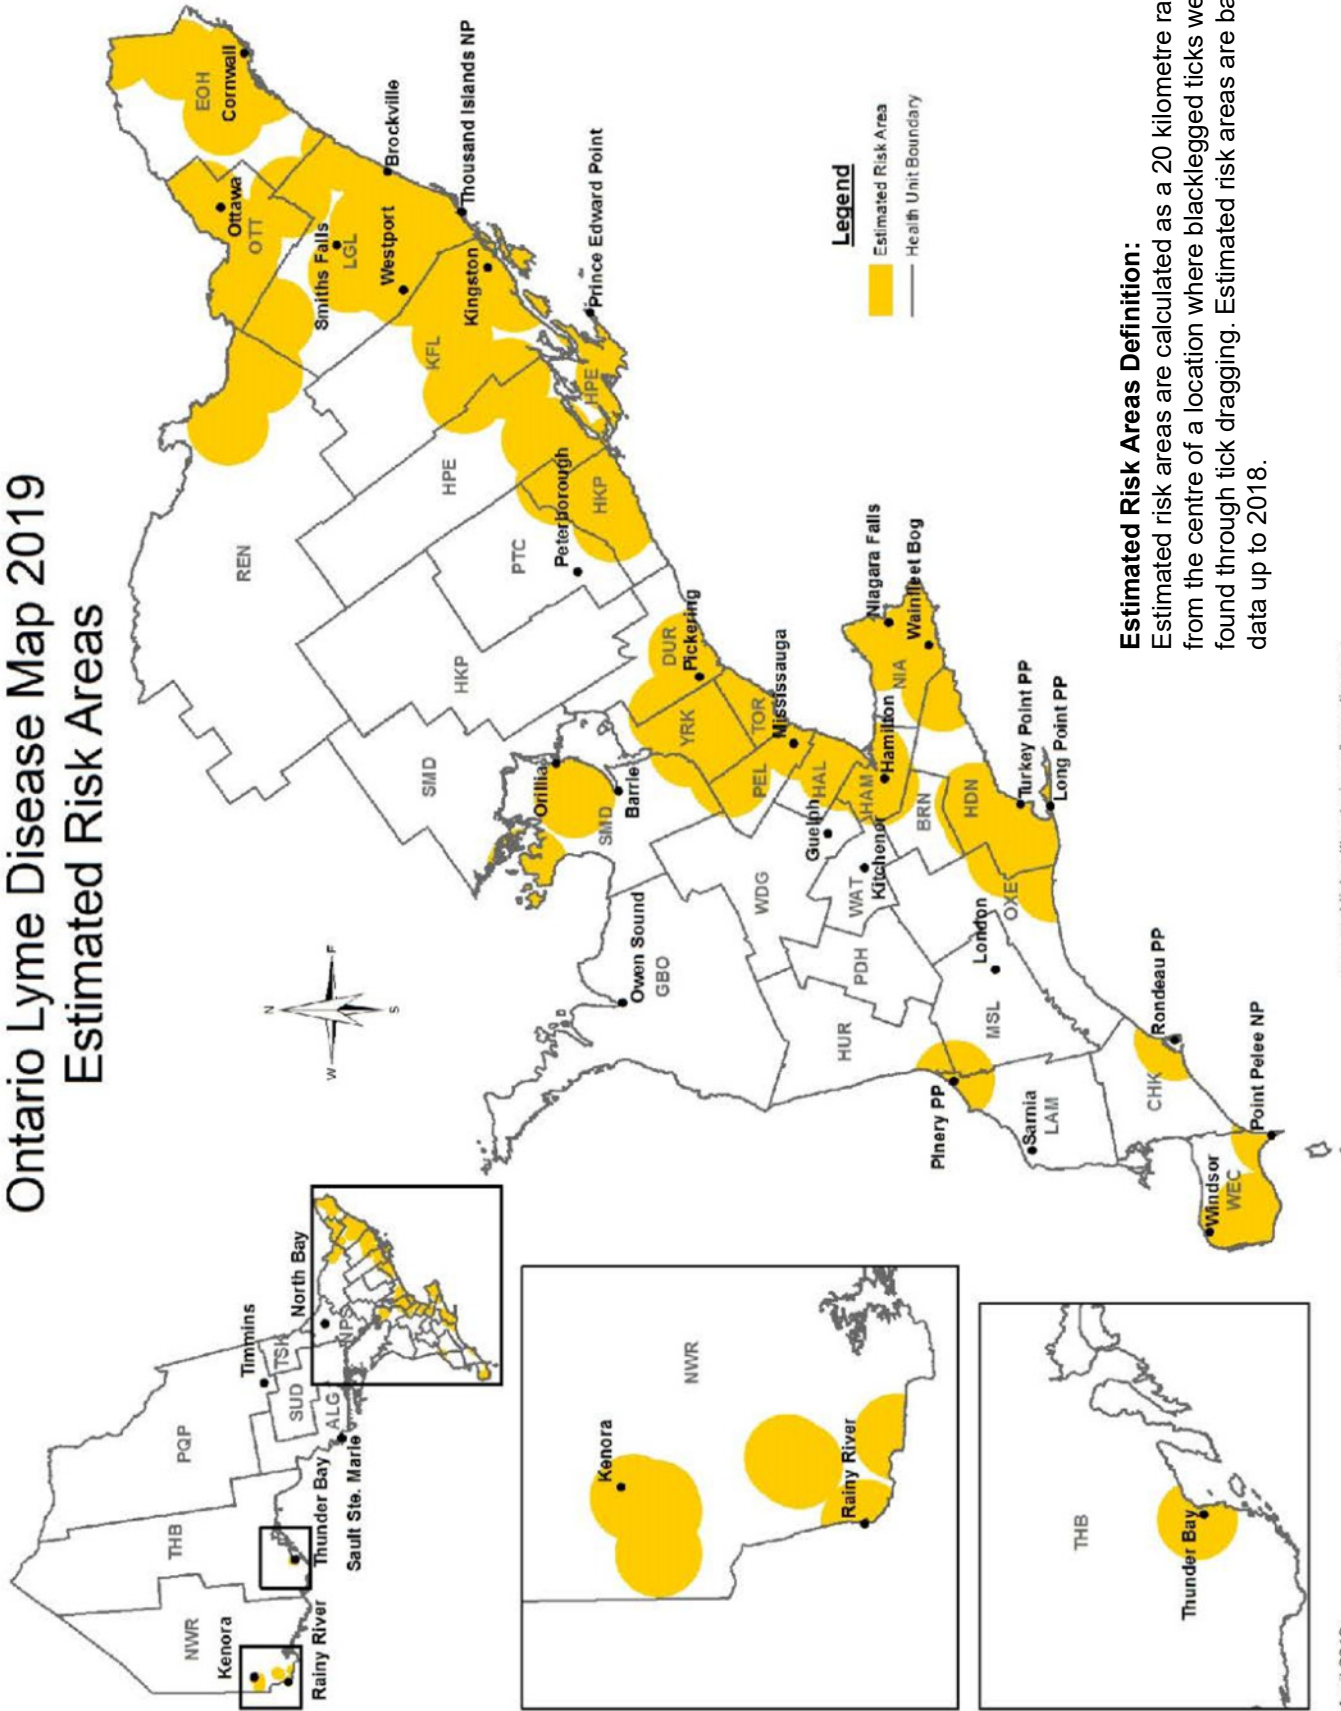 Ontario Lyme Disease Map 2019
Estimated Risk Areas
N
W
S
PQP
THB
NWR
Timmins
TSK
SUD
North Bay
NPS
ALG
Sault Ste. Marie
Thunder Bay
Kenora
Rainy River
NWR
Kenora
Rainy River
THB
Thunder Bay
EOH
Cornwall
Ottawa
OTT
Smiths Falls
LGL
Brockville
Westport
Thousand Islands NP
Kingston
KFL
Prince Edward Point
HPE
HPE
REN
Peterborough
HKP
PTC
HKP
SMD
Orillia
Barrie
SMD
DUR
Pickering
YRK
TOR
Mississauga
PEL
HAL
Guelph
HAM
Hamilton
Niagara Falls
Wainfleet Bog
NIA
BRN
HDN
Turkey Point PP
Long Point PP
Owen Sound
GBO
WDG
WAT
Kitchener
PDH
HUR
OXE
London
MSL
Pinery PP
Sarnia
LAM
CHK
Rondeau PP
Point Pelee NP
Windsor
WEC
Legend
Estimated Risk Area
Health Unit Boundary
Estimated Risk Areas Definition:
Estimated risk areas are calculated as a 20 kilometre ra
from the centre of a location where blacklegged ticks we
found through tick dragging. Estimated risk areas are ba
data up to 2018.